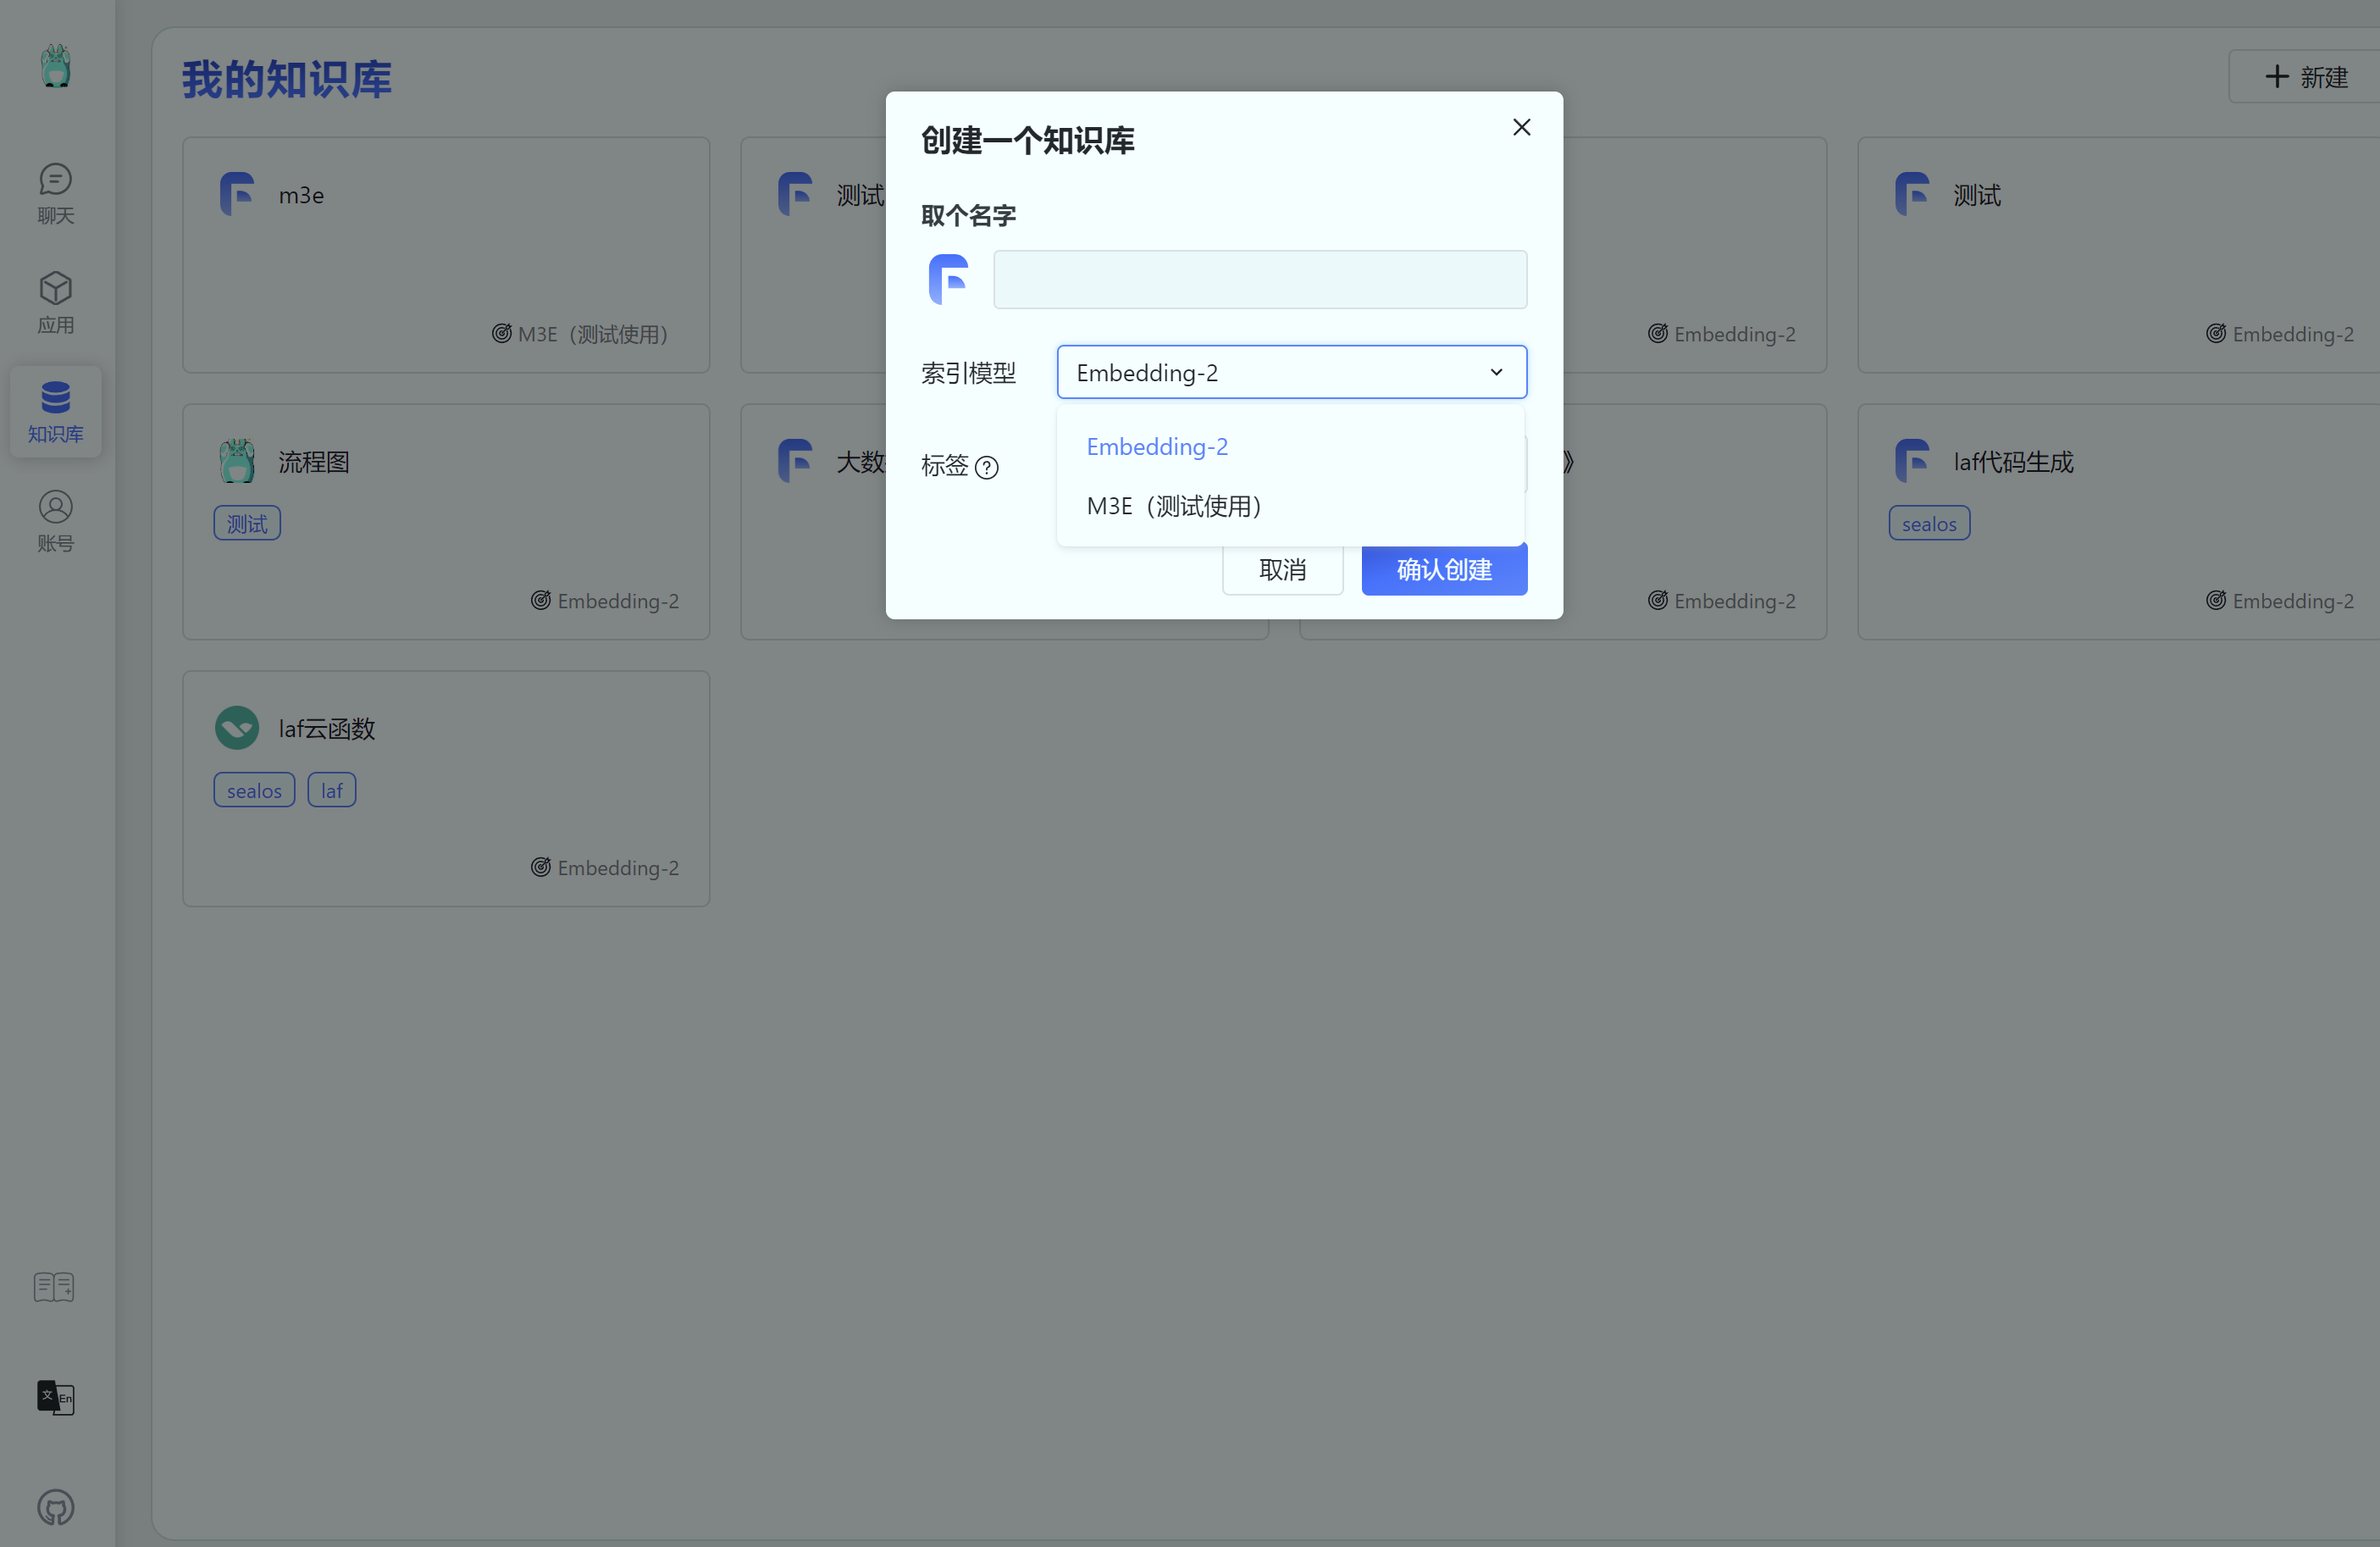 我的知识库
新建
聊天
应用
知识库
账号
m3e
M3E（测试使用）
测试
Embedding-2
测试
Embedding-2
流程图
测试
Embedding-2
大数
》
Embedding-2
laf代码生成
sealos
Embedding-2
laf云函数
sealos
laf
Embedding-2
创建一个知识库
取个名字
索引模型
Embedding-2
Embedding-2
M3E（测试使用）
标签
取消
确认创建
文
En